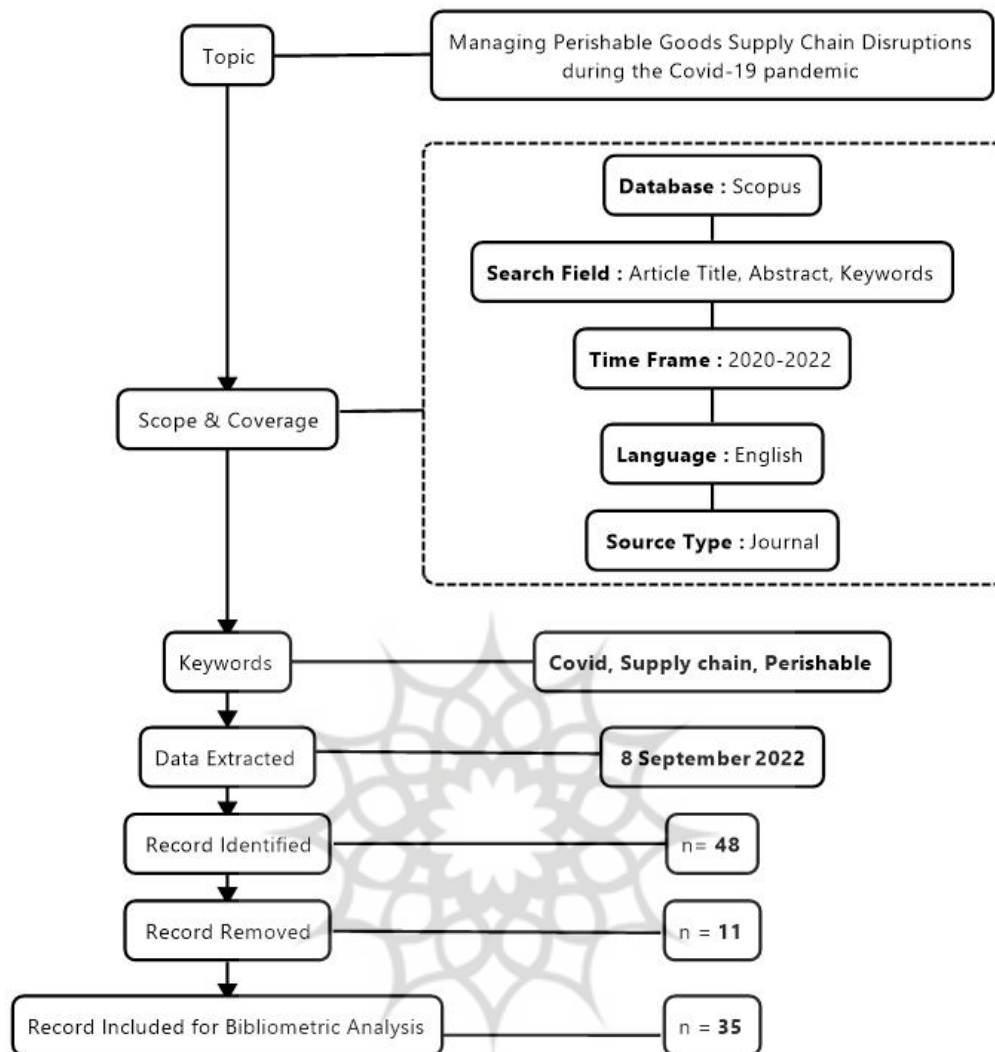 Topic
Managing Perishable Goods Supply Chain Disruptions
during the Covid-19 pandemic
Database : Scopus
Search Field : Article Title, Abstract, Keywords
Time Frame : 2020-2022
Language : English
Source Type : Journal
Scope & Coverage
Keywords
Covid, Supply chain, Perishable
Data Extracted
8 September 2022
Record Identified
n= 48
Record Removed
n = 11
Record Included for Bibliometric Analysis
n = 35